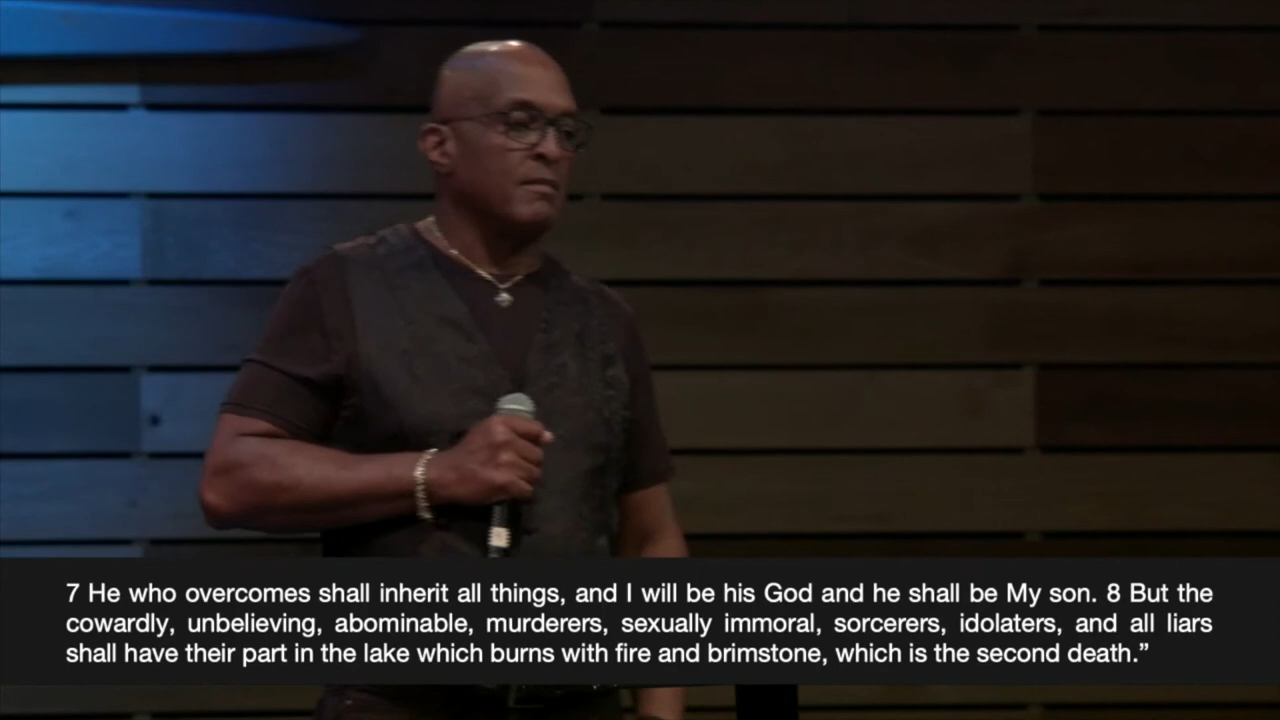 7 He who overcomes shall inherit all things, and I will be his God and he shall be My son. 8 But the
cowardly, unbelieving, abominable, murderers, sexually immoral, sorcerers, idolaters, and all liars
shall have their part in the lake which burns with fire and brimstone, which is the second death.”